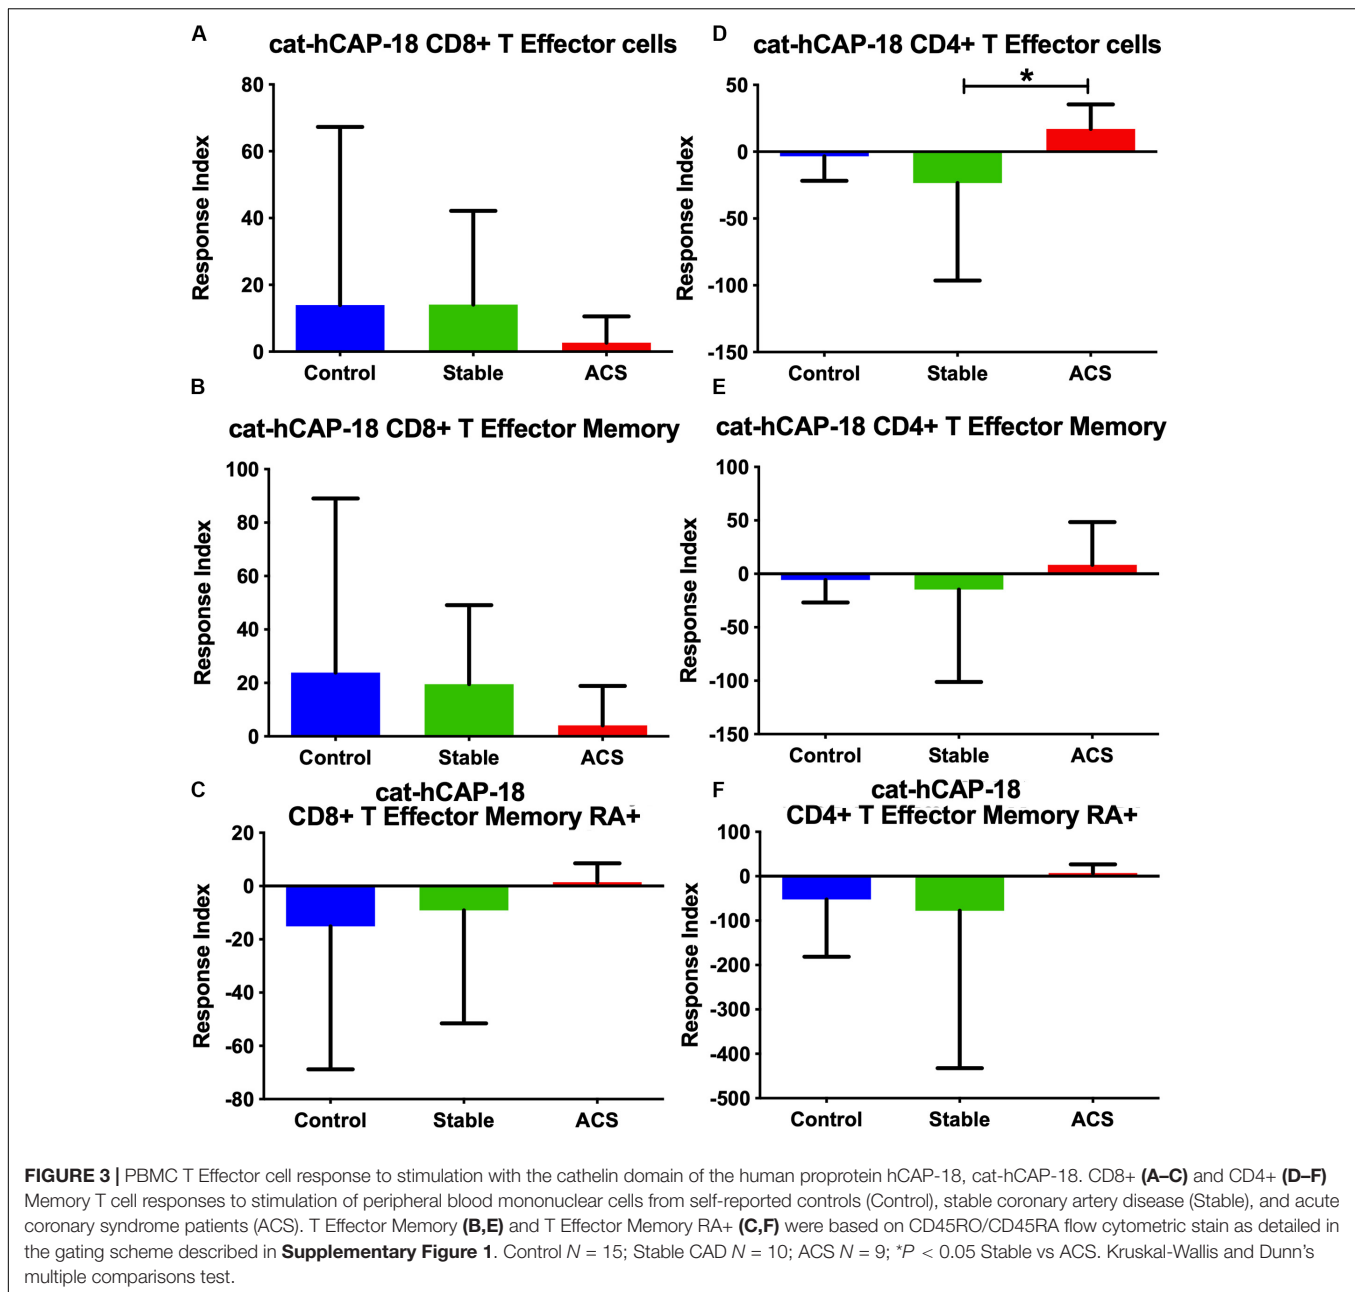 A
cat-hCAP-18 CD8+ T Effector cells
Response Index
80
60
40
20
0
Control Stable ACS
D
cat-hCAP-18 CD4+ T Effector cells
*
Response Index
50
0
-50
-100
-150
Control Stable ACS
B
cat-hCAP-18 CD8+ T Effector Memory
Response Index
100
80
60
40
20
0
Control Stable ACS
E
cat-hCAP-18 CD4+ T Effector Memory
Response Index
100
50
0
-50
-100
-150
Control Stable ACS
C
cat-hCAP-18
CD8+ T Effector Memory RA+
Response Index
20
0
-20
-40
-60
-80
Control Stable ACS
F
cat-hCAP-18
CD4+ T Effector Memory RA+
Response Index
100
0
-100
-200
-300
-400
-500
Control Stable ACS
FIGURE 3 | PBMC T Effector cell response to stimulation with the cathelin domain of the human proprotein hCAP-18, cat-hCAP-18. CD8+ (A–C) and CD4+ (D–F)
Memory T cell responses to stimulation of peripheral blood mononuclear cells from self-reported controls (Control), stable coronary artery disease (Stable), and acute
coronary syndrome patients (ACS). T Effector Memory (B,E) and T Effector Memory RA+ (C,F) were based on CD45RO/CD45RA flow cytometric stain as detailed in
the gating scheme described in Supplementary Figure 1. Control N = 15; Stable CAD N = 10; ACS N = 9; *P < 0.05 Stable vs ACS. Kruskal-Wallis and Dunn's
multiple comparisons test.